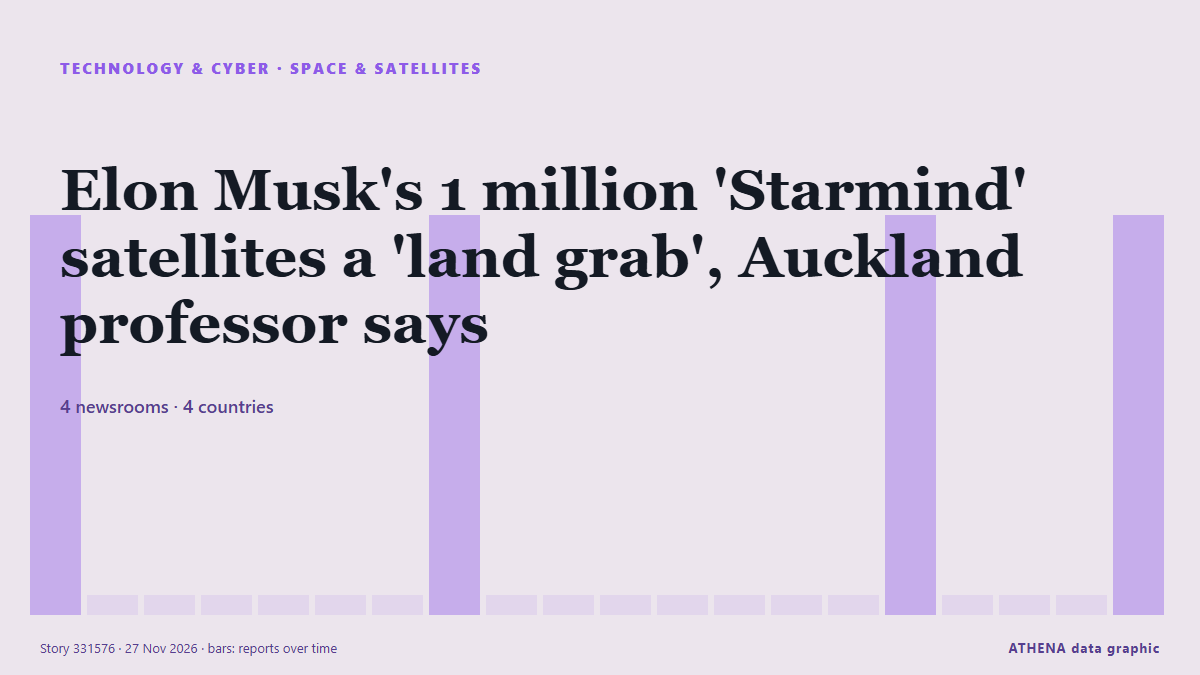 TECHNOLOGY & CYBER · SPACE & SATELLITES
Elon Musk's 1 million 'Starmind'
satellites a 'land grab', Auckland
professor says
4 newsrooms · 4 countries
Story 331576 · 27 Nov 2026 · bars: reports over time
ATHENA data graphic